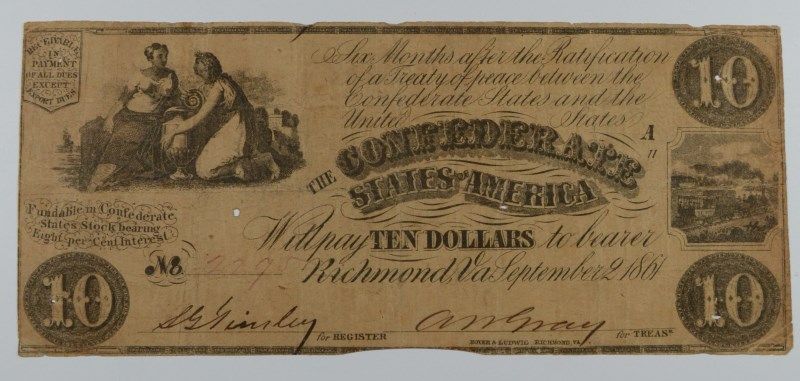 RECEIVABLE
IN
PAYMENT
OF ALL DUES
EXCEPT
EXPORT DUES
Six Months after the Ratification
of a Treaty of peace between the
Confederate States and the
United States
10
A
11
THE CONFEDERATE
STATES OF AMERICA
Fundable in Confederate
States Stock bearing
Eight per Cent Interest
Will pay TEN DOLLARS to bearer
No.
Richmond, Va September 2 1861
10
10
for REGISTER
A W Gray for TREASR
HOYER & LUDWIG RICHMOND, VA